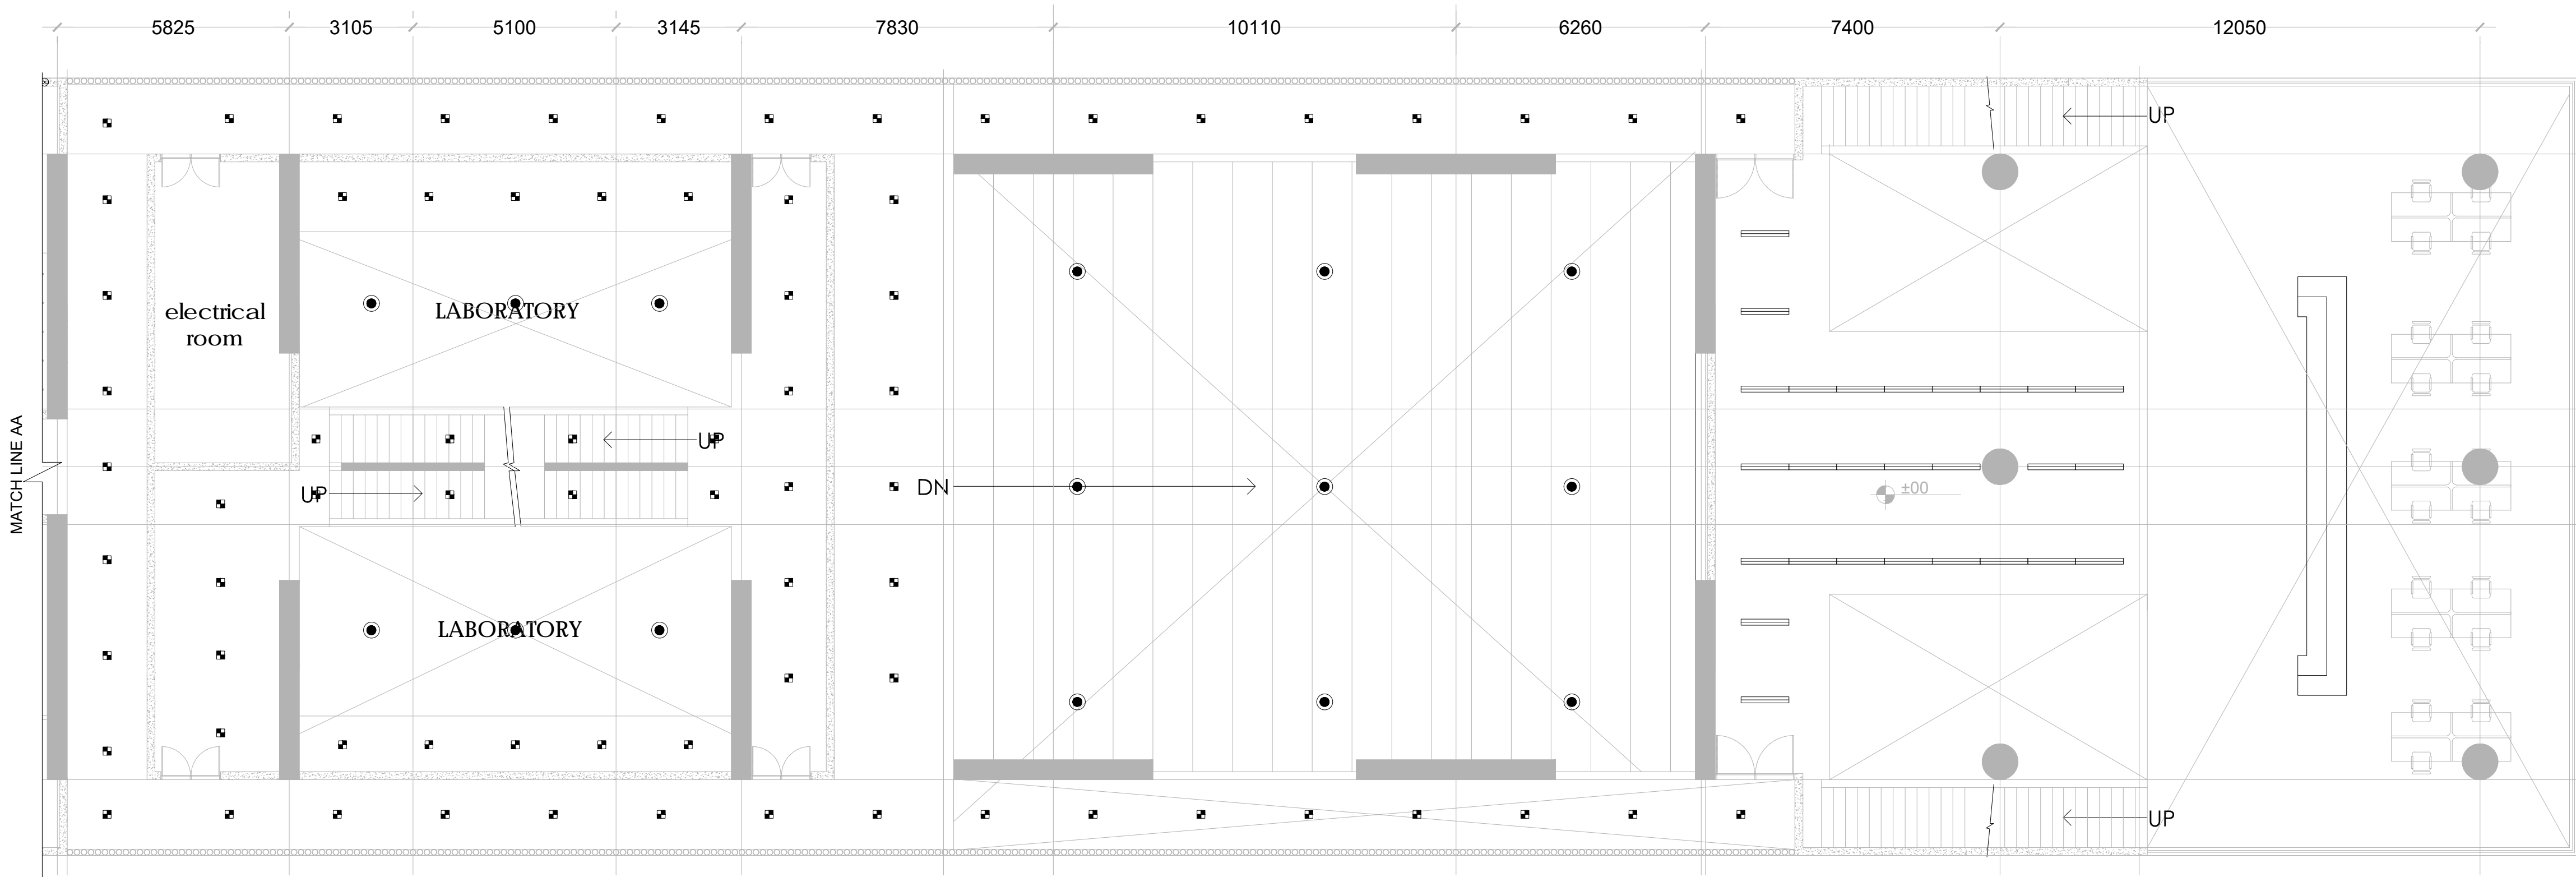 5825 3105 5100 3145 7830 10110 6260 7400 12050
UP
electrical
room
LABORATORY
MATCH LINE AA
UP
UP
DN
±00
LABORATORY
UP